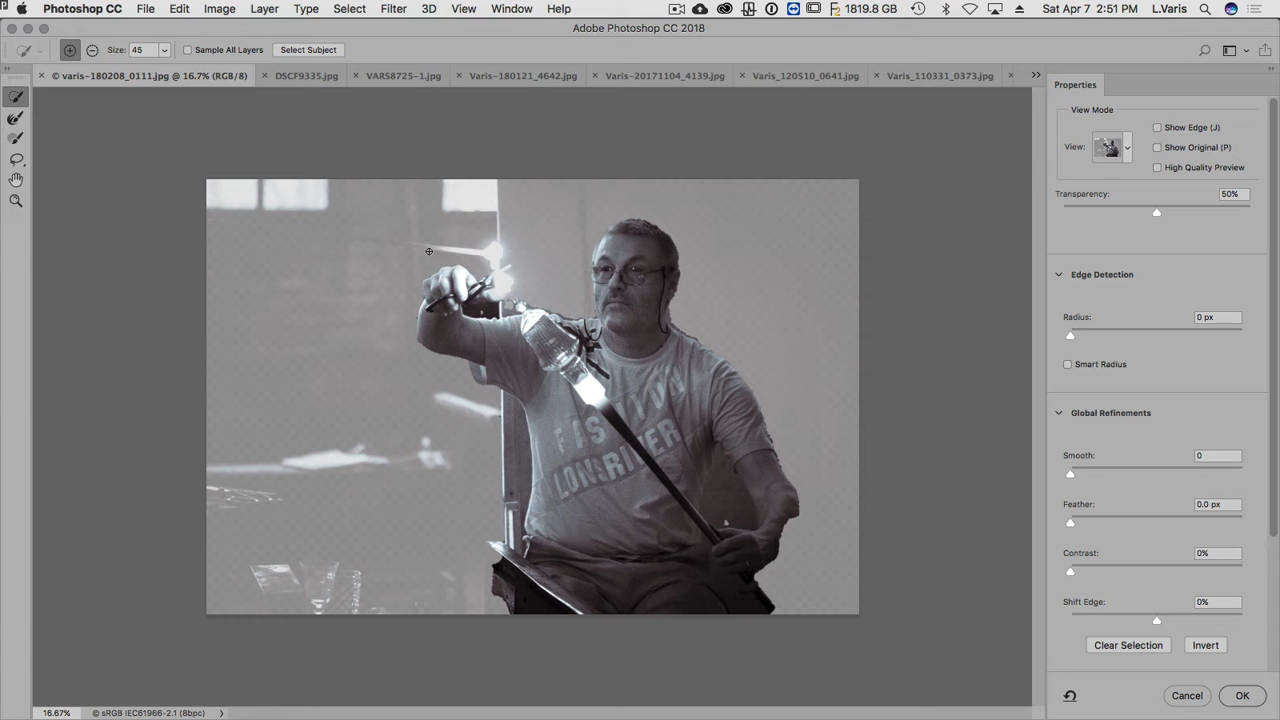 Photoshop CC File Edit Image Layer Type Select Filter 3D View Window Help 1819.8 GB Sat Apr 7 2:51 PM L.Varis
Adobe Photoshop CC 2018
Size: 45 Sample All Layers Select Subject
© varis-180208_0111.jpg @ 16.7% (RGB/8) DSCF9335.jpg VARS8725-1.jpg Varis-180121_4642.jpg Varis-20171104_4139.jpg Varis_120510_0641.jpg Varis_110331_0373.jpg
Properties
View Mode
Show Edge (J)
View:
Show Original (P)
High Quality Preview
Transparency: 50%
Edge Detection
Radius: 0 px
Smart Radius
Global Refinements
Smooth: 0
Feather: 0.0 px
Contrast: 0%
Shift Edge: 0%
Clear Selection Invert
Cancel OK
16.67% © sRGB IEC61966-2.1 (8bpc)